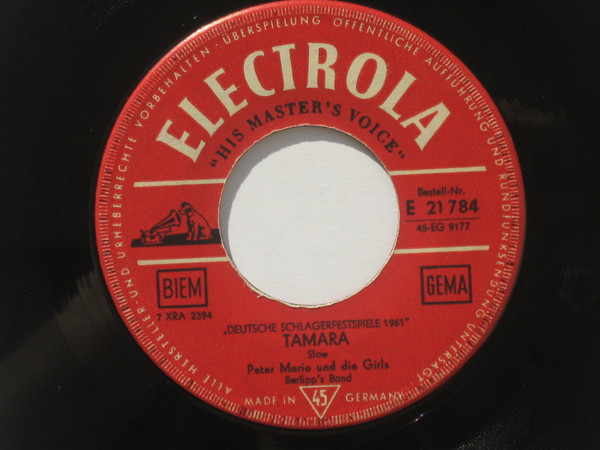 ALLE HERSTELLER- UND URHEBERRECHTE VORBEHALTEN · ÜBERSPIELUNG ÖFFENTLICHE AUFFÜHRUNG UND RUNDFUNKSENDUNG UNTERSAGT!
ELECTROLA
"HIS MASTER'S VOICE"
Bestell-Nr.
E 21 784
45-EG 9177
BIEM
GEMA
7 XRA 2394
„DEUTSCHE SCHLAGERFESTSPIELE 1961"
TAMARA
Slow
Peter Mario und die Girls
Berlipp's Band
MADE IN 45 GERMANY